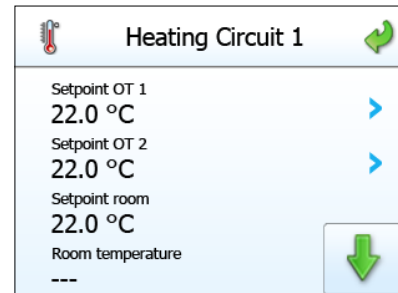 Heating Circuit 1
Setpoint OT 1
22.0 °C
Setpoint OT 2
22.0 °C
Setpoint room
22.0 °C
Room temperature
---